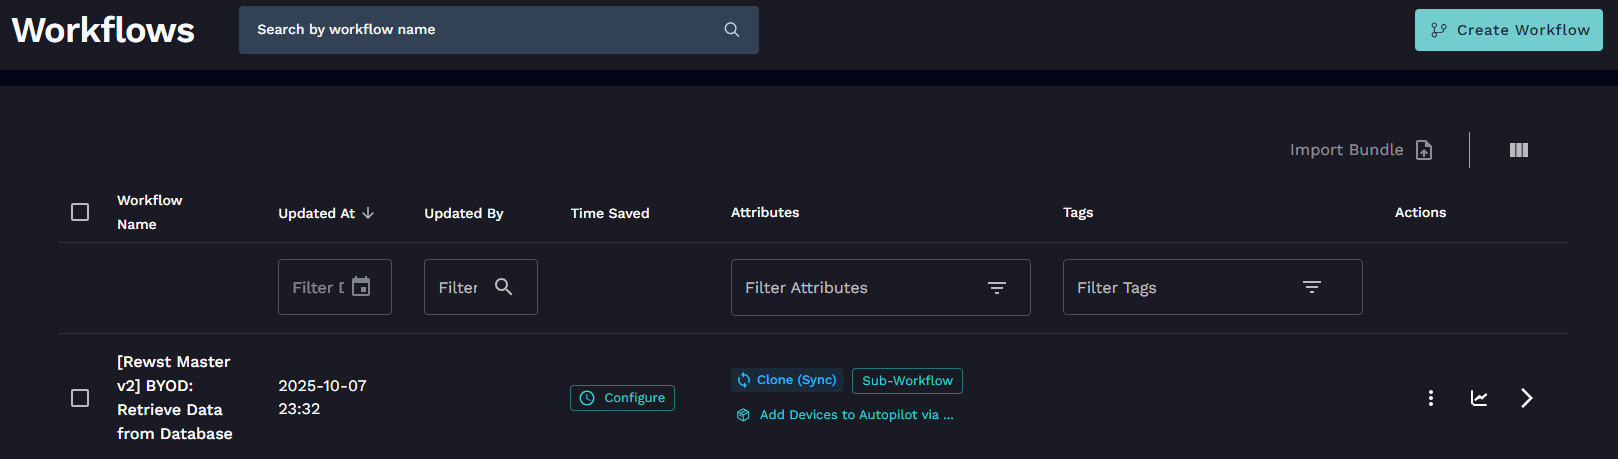 Workflows
Search by workflow name
Create Workflow
Import Bundle
Workflow
Name
Updated At
Updated By
Time Saved
Attributes
Tags
Actions
Filter D
Filter
Filter Attributes
Filter Tags
[Rewst Master
v2] BYOD:
Retrieve Data
from Database
2025-10-07
23:32
Configure
Clone (Sync)
Sub-Workflow
Add Devices to Autopilot via ...